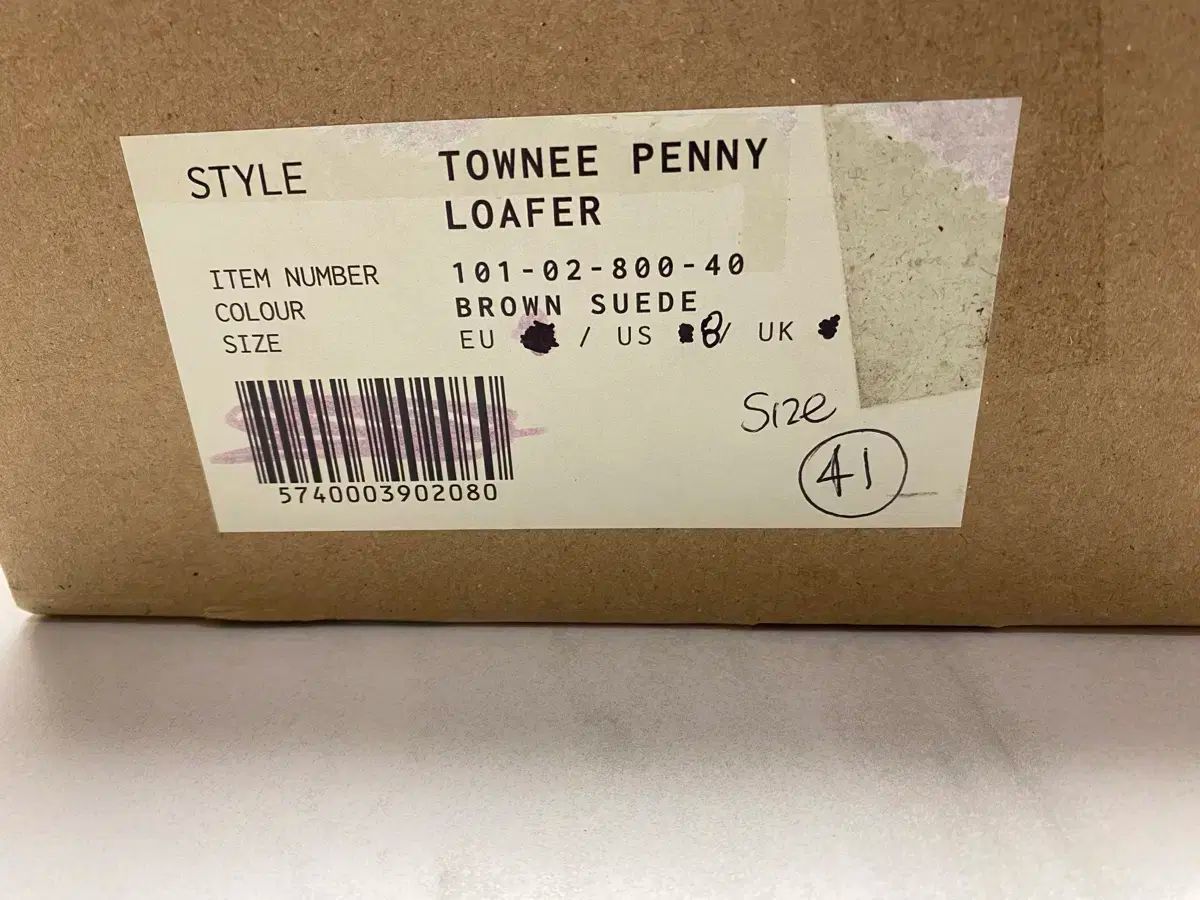 STYLE TOWNEE PENNY
LOAFER
ITEM NUMBER 101-02-800-40
COLOUR BROWN SUEDE
SIZE EU / US 8/ UK
Size
41
5740003902080